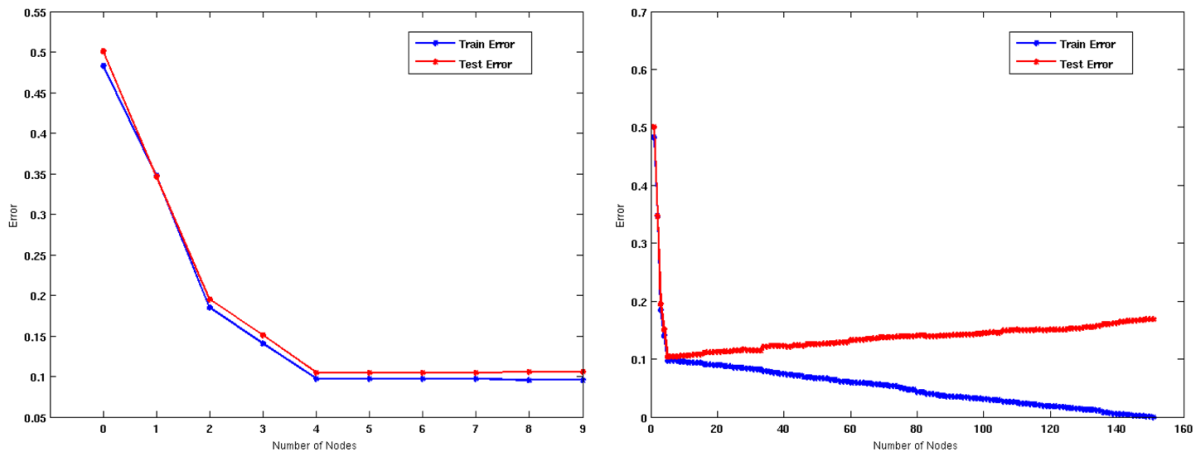 0.55
0.5
0.45
0.4
0.35
0.3
0.25
0.2
0.15
0.1
0.05
Error
0 1 2 3 4 5 6 7 8 9
Number of Nodes
Train Error
Test Error
0.7
0.6
0.5
0.4
0.3
0.2
0.1
0
Error
0 20 40 60 80 100 120 140 160
Number of Nodes
Train Error
Test Error